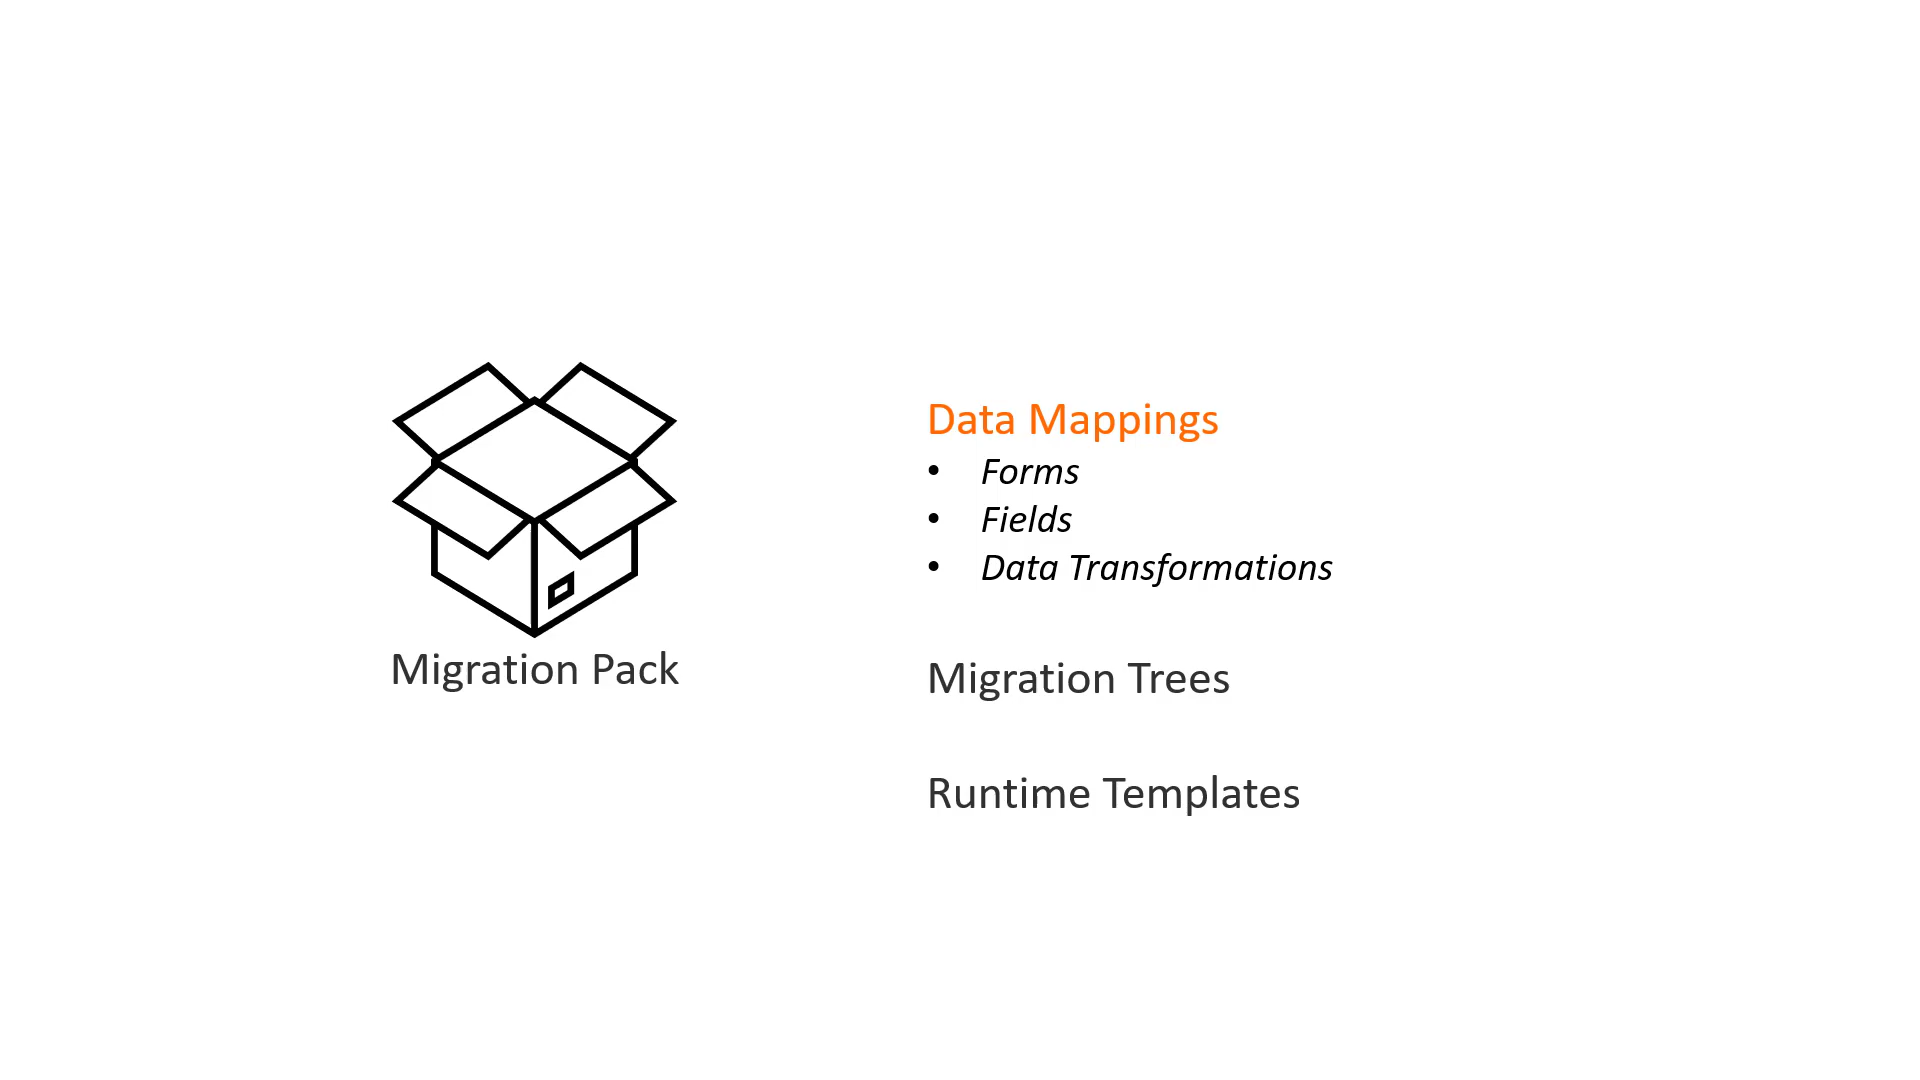 Migration Pack
Data Mappings
• Forms
• Fields
• Data Transformations
Migration Trees
Runtime Templates